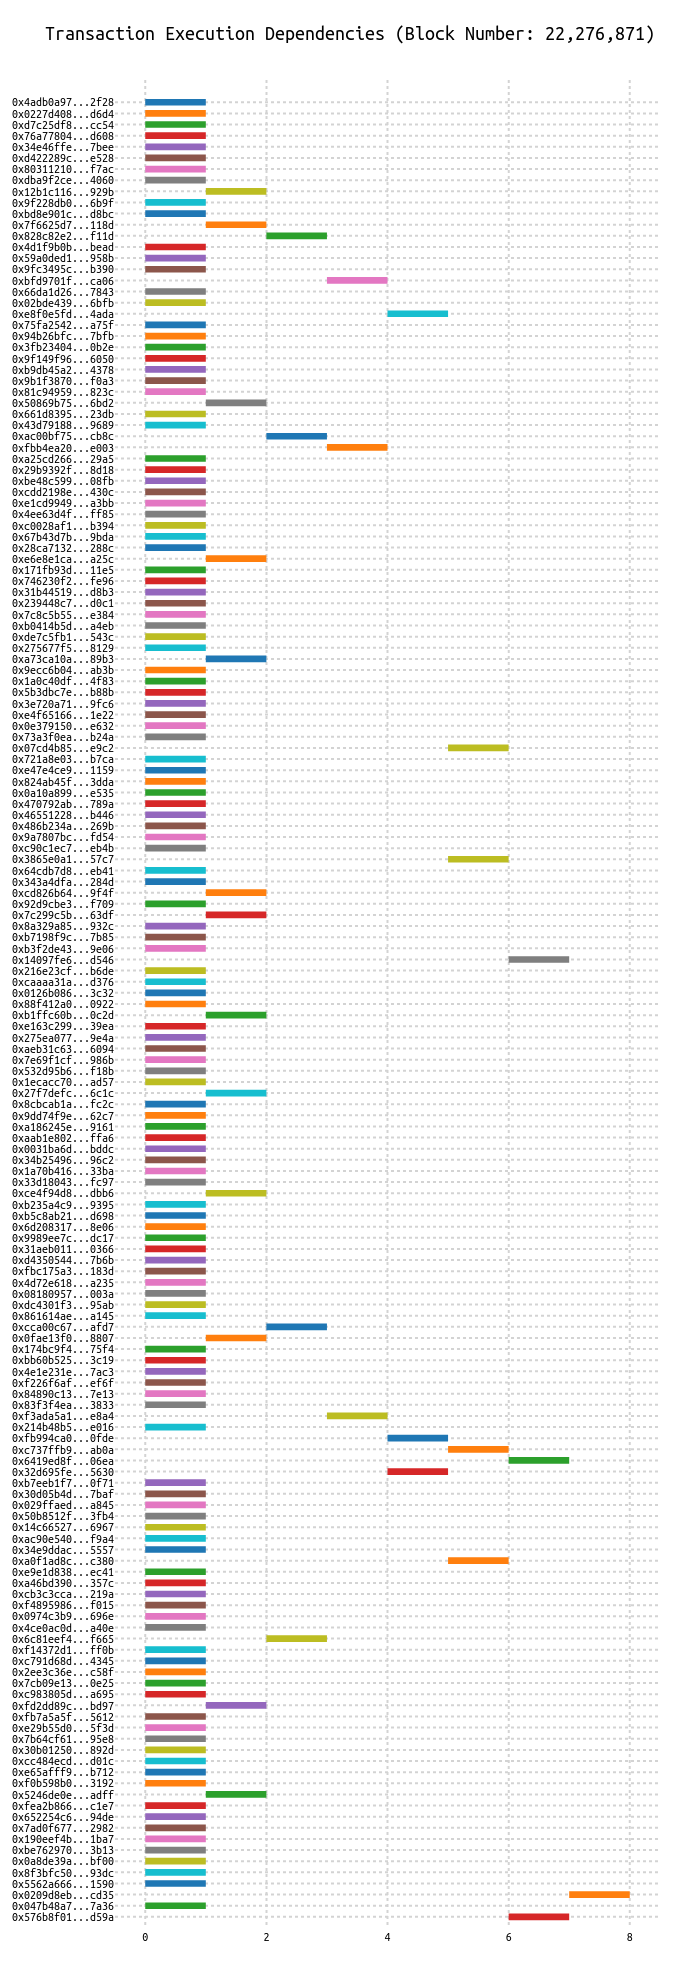 Transaction Execution Dependencies (Block Number: 22,276,871)
0x4adb0a97...2f28
0x0227d408...d6d4
0xd7c25df8...cc54
0x76a77804...d608
0x34e46ffe...7bee
0xd422289c...e528
0x80311210...f7ac
0xdba9f2ce...4060
0x12b1c116...929b
0x9f228db0...6b9f
0xbd8e901c...d8bc
0x7f6625d7...118d
0x828c82e2...f11d
0x4d1f9b0b...bead
0x59a0ded1...958b
0x9fc3495c...b390
0xbfd9701f...ca06
0x66da1d26...7843
0x02bde439...6bfb
0xe8f0e5fd...4ada
0x75fa2542...a75f
0x94b26bfc...7bfb
0x3fb23404...0b2e
0x9f149f96...6050
0xb9db45a2...4378
0x9b1f3870...f0a3
0x81c94959...823c
0x50869b75...6bd2
0x661d8395...23db
0x43d79188...9689
0xac00bf75...cb8c
0xfbb4ea20...e003
0xa25cd266...29a5
0x29b9392f...8d18
0xbe48c599...08fb
0xcdd2198e...430c
0xe1cd9949...a3bb
0x4ee63d4f...ff85
0xc0028af1...b394
0x67b43d7b...9bda
0x28ca7132...288c
0xe6e8e1ca...a25c
0x171fb93d...11e5
0x746230f2...fe96
0x31b44519...d8b3
0x239448c7...d0c1
0x7c8c5b55...e384
0xb0414b5d...a4eb
0xde7c5fb1...543c
0x275677f5...8129
0xa73ca10a...89b3
0x9ecc6b04...ab3b
0x1a0c40df...4f83
0x5b3dbc7e...b88b
0x3e720a71...9fc6
0xe4f65166...1e22
0x0e379150...e632
0x73a3f0ea...b24a
0x07cd4b85...e9c2
0x721a8e03...b7ca
0xe47e4ce9...1159
0x824ab45f...3dda
0x0a10a899...e535
0x470792ab...789a
0x46551228...b446
0x486b234a...269b
0x9a7807bc...fd54
0xc90c1ec7...eb4b
0x3865e0a1...57c7
0x64cdb7d8...eb41
0x343a4dfa...284d
0xcd826b64...9f4f
0x92d9cbe3...f709
0x7c299c5b...63df
0x8a329a85...932c
0xb7198f9c...7b85
0xb3f2de43...9e06
0x14097fe6...d546
0x216e23cf...b6de
0xcaaaa31a...d376
0x0126b086...3c32
0x88f412a0...0922
0xb1ffc60b...0c2d
0xe163c299...39ea
0x275ea077...9e4a
0xaeb31c63...6094
0x7e69f1cf...986b
0x532d95b6...f18b
0x1ecacc70...ad57
0x27f7defc...6c1c
0x8cbcab1a...fc2c
0x9dd74f9e...62c7
0xa186245e...9161
0xaab1e802...ffa6
0x0031ba6d...bddc
0x34b25496...96c2
0x1a70b416...33ba
0x33d18043...fc97
0xce4f94d8...dbb6
0xb235a4c9...9395
0xb5c8ab21...d698
0x6d208317...8e06
0x9989ee7c...dc17
0x31aeb011...0366
0xd4350544...7b6b
0xfbc175a3...183d
0x4d72e618...a235
0x08180957...003a
0xdc4301f3...95ab
0x861614ae...a145
0xcca00c67...afd7
0x0fae13f0...8807
0x174bc9f4...75f4
0xbb60b525...3c19
0x4e1e231e...7ac3
0xf226f6af...ef6f
0x84890c13...7e13
0x83f3f4ea...3833
0xf3ada5a1...e8a4
0x214b48b5...e016
0xfb994ca0...0fde
0xc737ffb9...ab0a
0x6419ed8f...06ea
0x32d695fe...5630
0xb7eeb1f7...0f71
0x30d05b4d...7baf
0x029ffaed...a845
0x50b8512f...3fb4
0x14c66527...6967
0xac90e540...f9a4
0x34e9ddac...5557
0xa0f1ad8c...c380
0xe9e1d838...ec41
0xa46bd390...357c
0xcb3c3cca...219a
0xf4895986...f015
0x0974c3b9...696e
0x4ce0ac0d...a40e
0x6c81eef4...f665
0xf14372d1...ff0b
0xc791d68d...4345
0x2ee3c36e...c58f
0x7cb09e13...0e25
0xc983805d...a695
0xfd2dd89c...bd97
0xfb7a5a5f...5612
0xe29b55d0...5f3d
0x7b64cf61...95e8
0x30b01250...892d
0xcc484ecd...d01c
0xe65afff9...b712
0xf0b598b0...3192
0x5246de0e...adff
0xfea2b866...c1e7
0x652254c6...94de
0x7ad0f677...2982
0x190eef4b...1ba7
0xbe762970...3b13
0x0a8de39a...bf00
0x8f3bfc50...93dc
0x5562a666...1590
0x0209d8eb...cd35
0x047b48a7...7a36
0x576b8f01...d59a
0 2 4 6 8